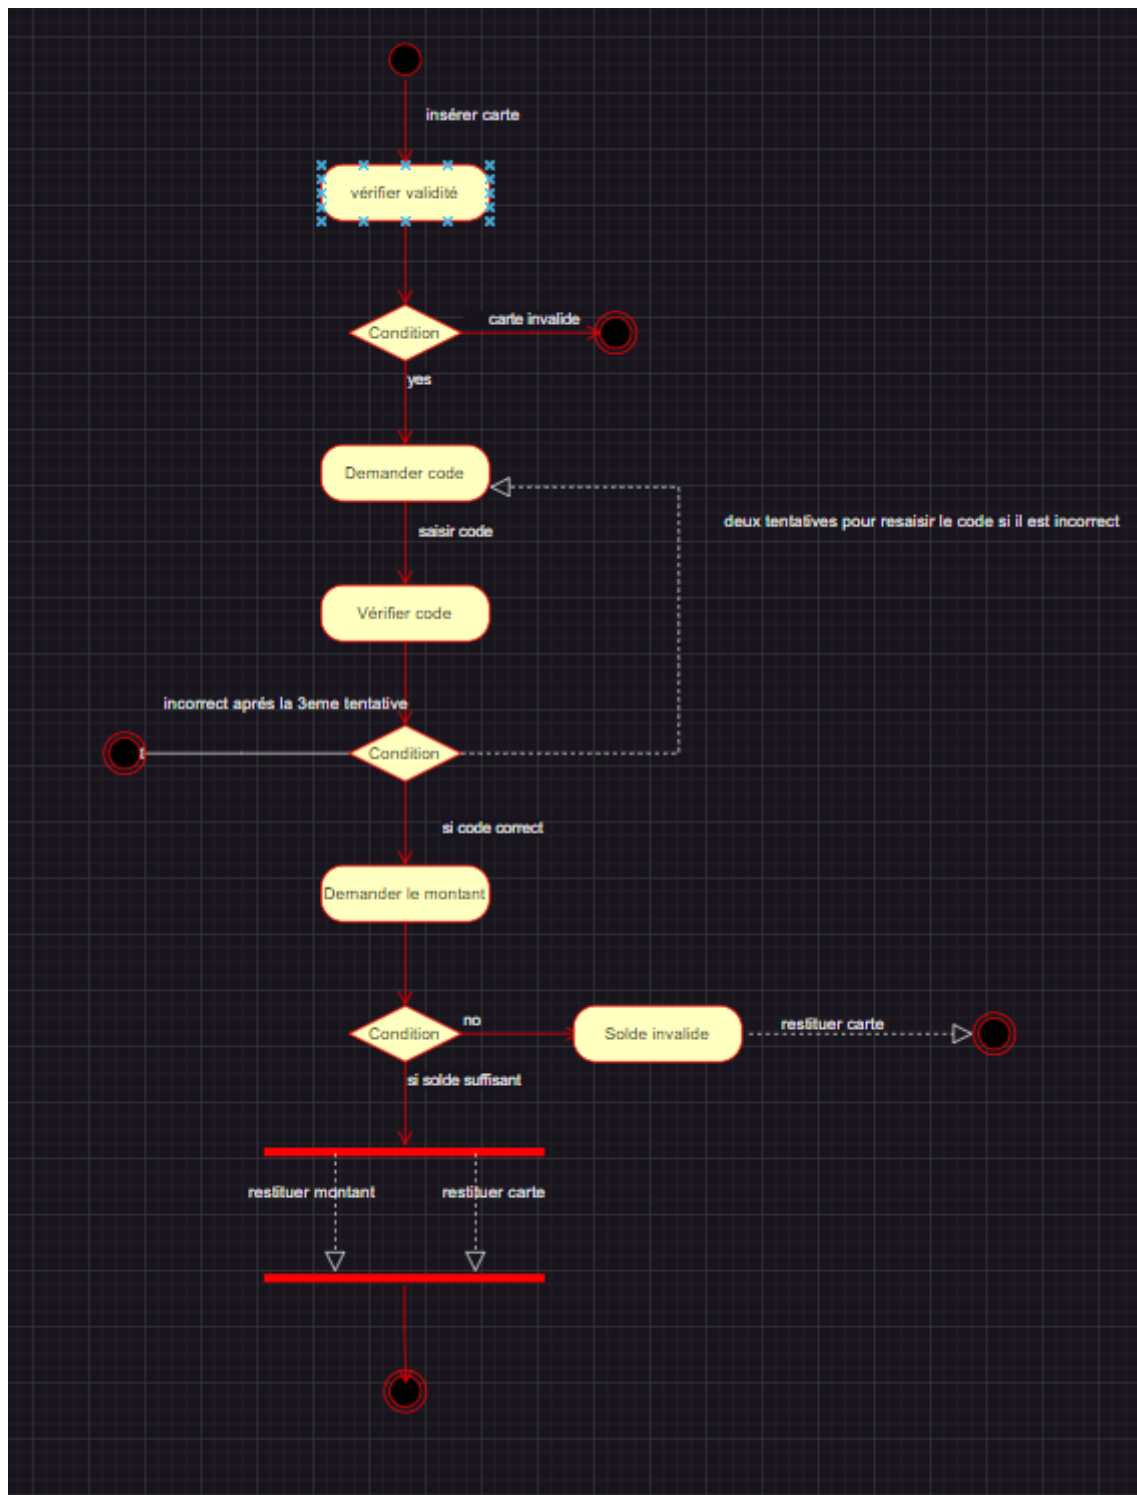 insérer carte
vérifier validité
carte invalide
Condition
yes
Demander code
deux tentatives pour resaisir le code si il est incorrect
saisir code
Vérifier code
incorrect aprés la 3eme tentative
Condition
si code correct
Demander le montant
no
Condition
Solde invalide
restituer carte
si solde suffisant
restituer montant
restituer carte